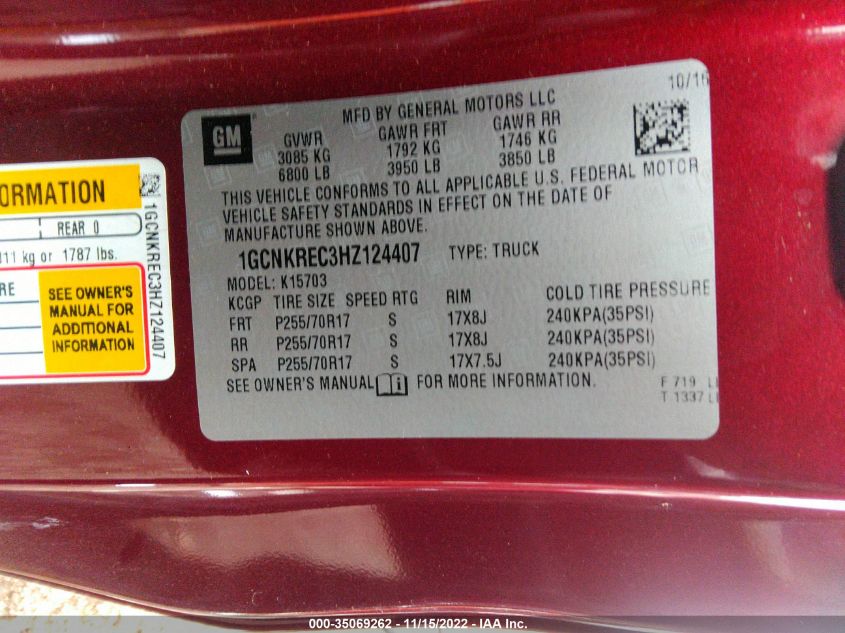 10/16
MFD BY GENERAL MOTORS LLC
GM
GVWR GAWR FRT GAWR RR
3085 KG 1792 KG 1746 KG
6800 LB 3950 LB 3850 LB
THIS VEHICLE CONFORMS TO ALL APPLICABLE U.S. FEDERAL MOTOR
VEHICLE SAFETY STANDARDS IN EFFECT ON THE DATE OF
MANUFACTURE SHOWN ABOVE.
1GCNKREC3HZ124407 TYPE: TRUCK
MODEL: K15703
KCGP TIRE SIZE SPEED RTG RIM COLD TIRE PRESSURE
FRT P255/70R17 S 17X8J 240KPA(35PSI)
RR P255/70R17 S 17X8J 240KPA(35PSI)
SPA P255/70R17 S 17X7.5J 240KPA(35PSI)
SEE OWNER'S MANUAL FOR MORE INFORMATION.
F 719
T 1337
ORMATION
REAR 0
kg or 1787 lbs.
RE
SEE OWNER'S
MANUAL FOR
ADDITIONAL
INFORMATION
1GCNKREC3HZ124407
000-35069262 - 11/15/2022 - IAA Inc.